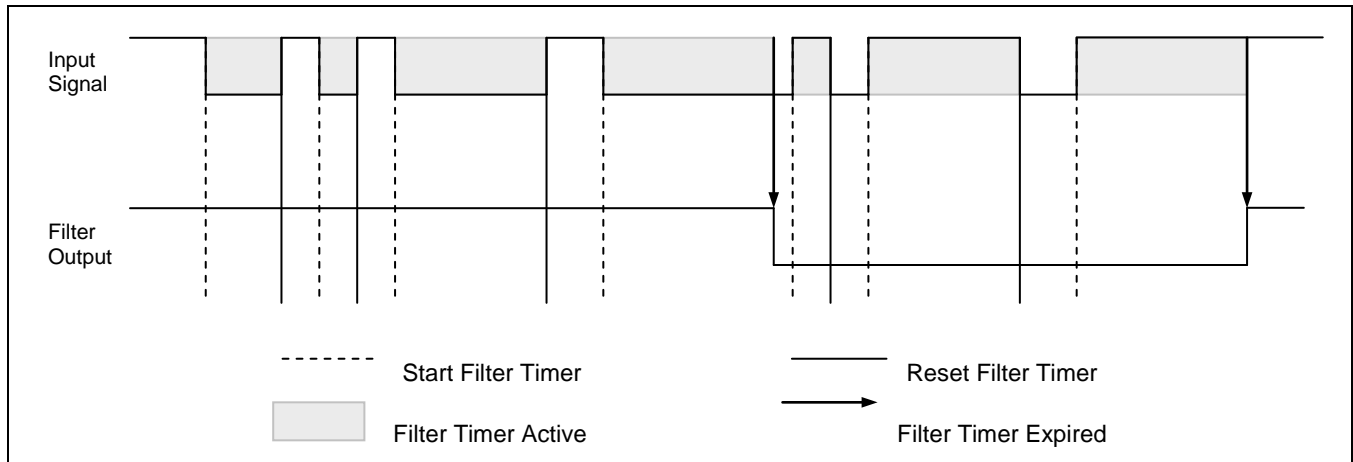 Input
Signal
Filter
Output
Start Filter Timer
Reset Filter Timer
Filter Timer Active
Filter Timer Expired